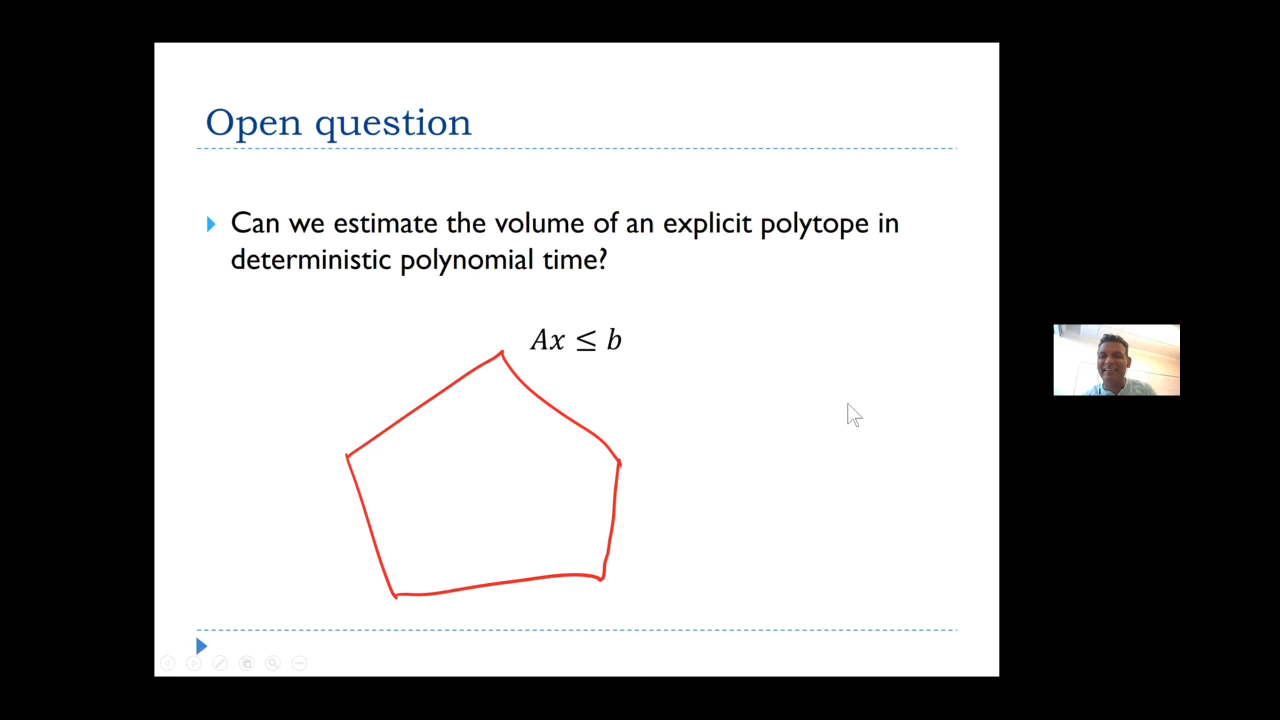 Open question
Can we estimate the volume of an explicit polytope in
deterministic polynomial time?
Ax ≤ b